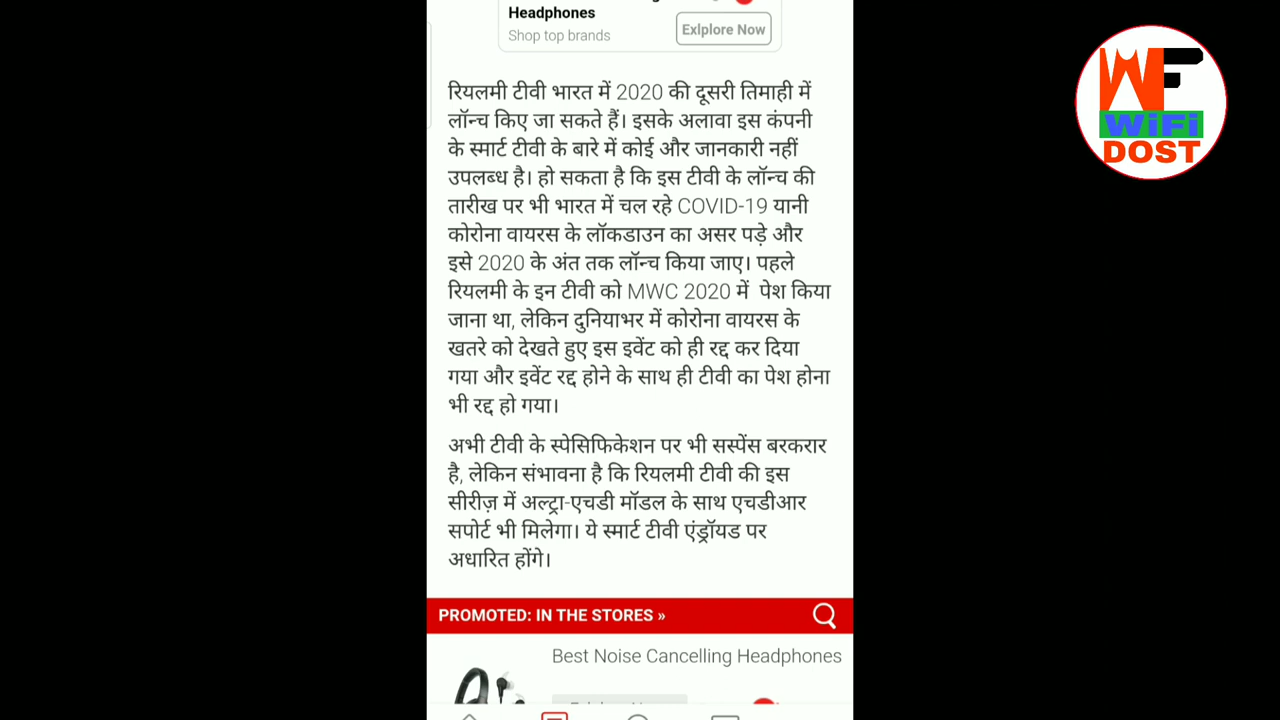 Headphones
Shop top brands
Exlplore Now
रियलमी टीवी भारत में 2020 की दूसरी तिमाही में
लॉन्च किए जा सकते हैं। इसके अलावा इस कंपनी
के स्मार्ट टीवी के बारे में कोई और जानकारी नहीं
उपलब्ध है। हो सकता है कि इस टीवी के लॉन्च की
तारीख पर भी भारत में चल रहे COVID-19 यानी
कोरोना वायरस के लॉकडाउन का असर पड़े और
इसे 2020 के अंत तक लॉन्च किया जाए। पहले
रियलमी के इन टीवी को MWC 2020 में पेश किया
जाना था, लेकिन दुनियाभर में कोरोना वायरस के
खतरे को देखते हुए इस इवेंट को ही रद्द कर दिया
गया और इवेंट रद्द होने के साथ ही टीवी का पेश होना
भी रद्द हो गया।
अभी टीवी के स्पेसिफिकेशन पर भी सस्पेंस बरकरार
है, लेकिन संभावना है कि रियलमी टीवी की इस
सीरीज़ में अल्ट्रा-एचडी मॉडल के साथ एचडीआर
सपोर्ट भी मिलेगा। ये स्मार्ट टीवी एंड्रॉयड पर
अधारित होंगे।
PROMOTED: IN THE STORES »
Best Noise Cancelling Headphones
WF
WiFi
DOST